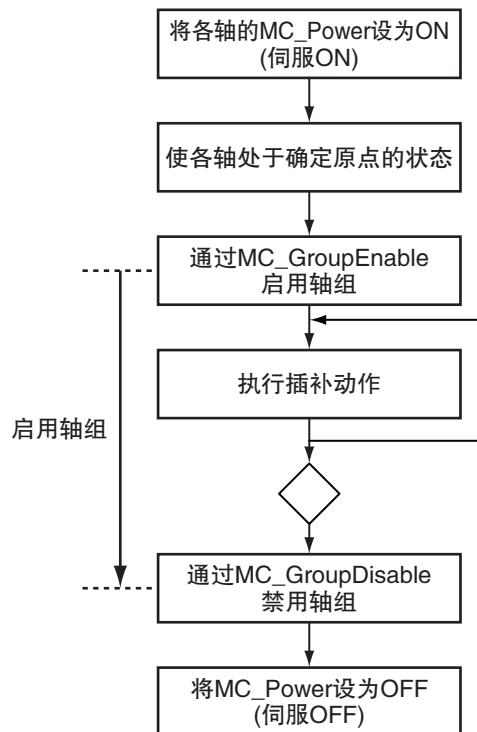 将各轴的MC_Power设为ON
(伺服ON)
使各轴处于确定原点的状态
通过MC_GroupEnable
启用轴组
执行插补动作
启用轴组
通过MC_GroupDisable
禁用轴组
将MC_Power设为OFF
(伺服OFF)